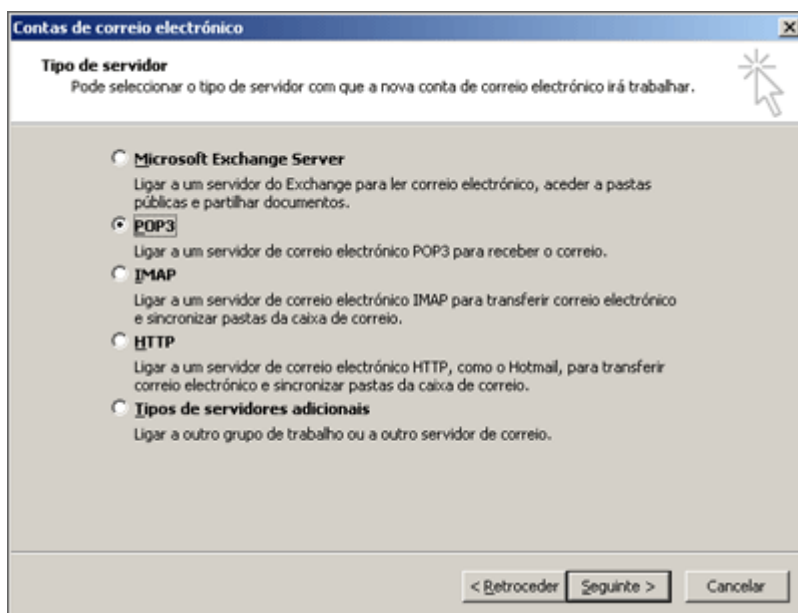 Contas de correio electrónico
Tipo de servidor
Pode seleccionar o tipo de servidor com que a nova conta de correio electrónico irá trabalhar.
Microsoft Exchange Server
Ligar a um servidor do Exchange para ler correio electrónico, aceder a pastas
públicas e partilhar documentos.
POP3
Ligar a um servidor de correio electrónico POP3 para receber o correio.
IMAP
Ligar a um servidor de correio electrónico IMAP para transferir correio electrónico
e sincronizar pastas da caixa de correio.
HTTP
Ligar a um servidor de correio electrónico HTTP, como o Hotmail, para transferir
correio electrónico e sincronizar pastas da caixa de correio.
Tipos de servidores adicionais
Ligar a outro grupo de trabalho ou a outro servidor de correio.
< Retroceder Seguinte > Cancelar